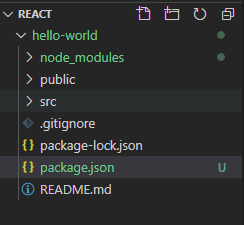 REACT
hello-world
node_modules
public
src
.gitignore
{} package-lock.json
{} package.json U
README.md